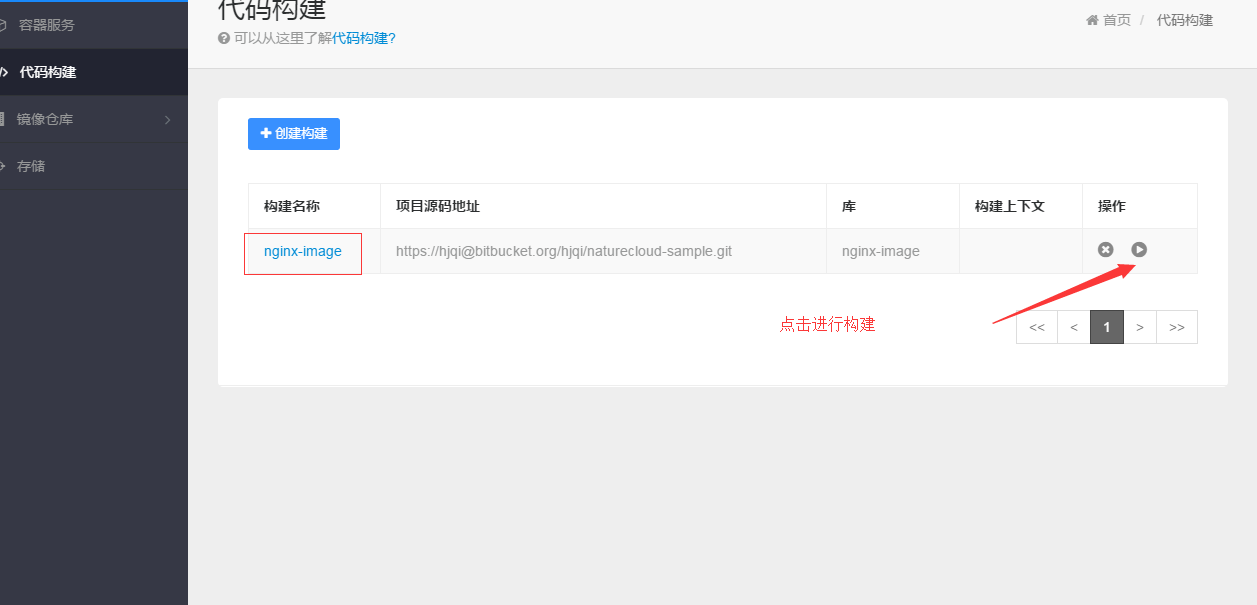 容器服务
代码构建
镜像仓库
存储
代码构建
可以从这里了解代码构建?
首页 / 代码构建
创建构建
构建名称 项目源码地址 库 构建上下文 操作
nginx-image https://hjqi@bitbucket.org/hjqi/naturecloud-sample.git nginx-image
点击进行构建
<< < 1 > >>